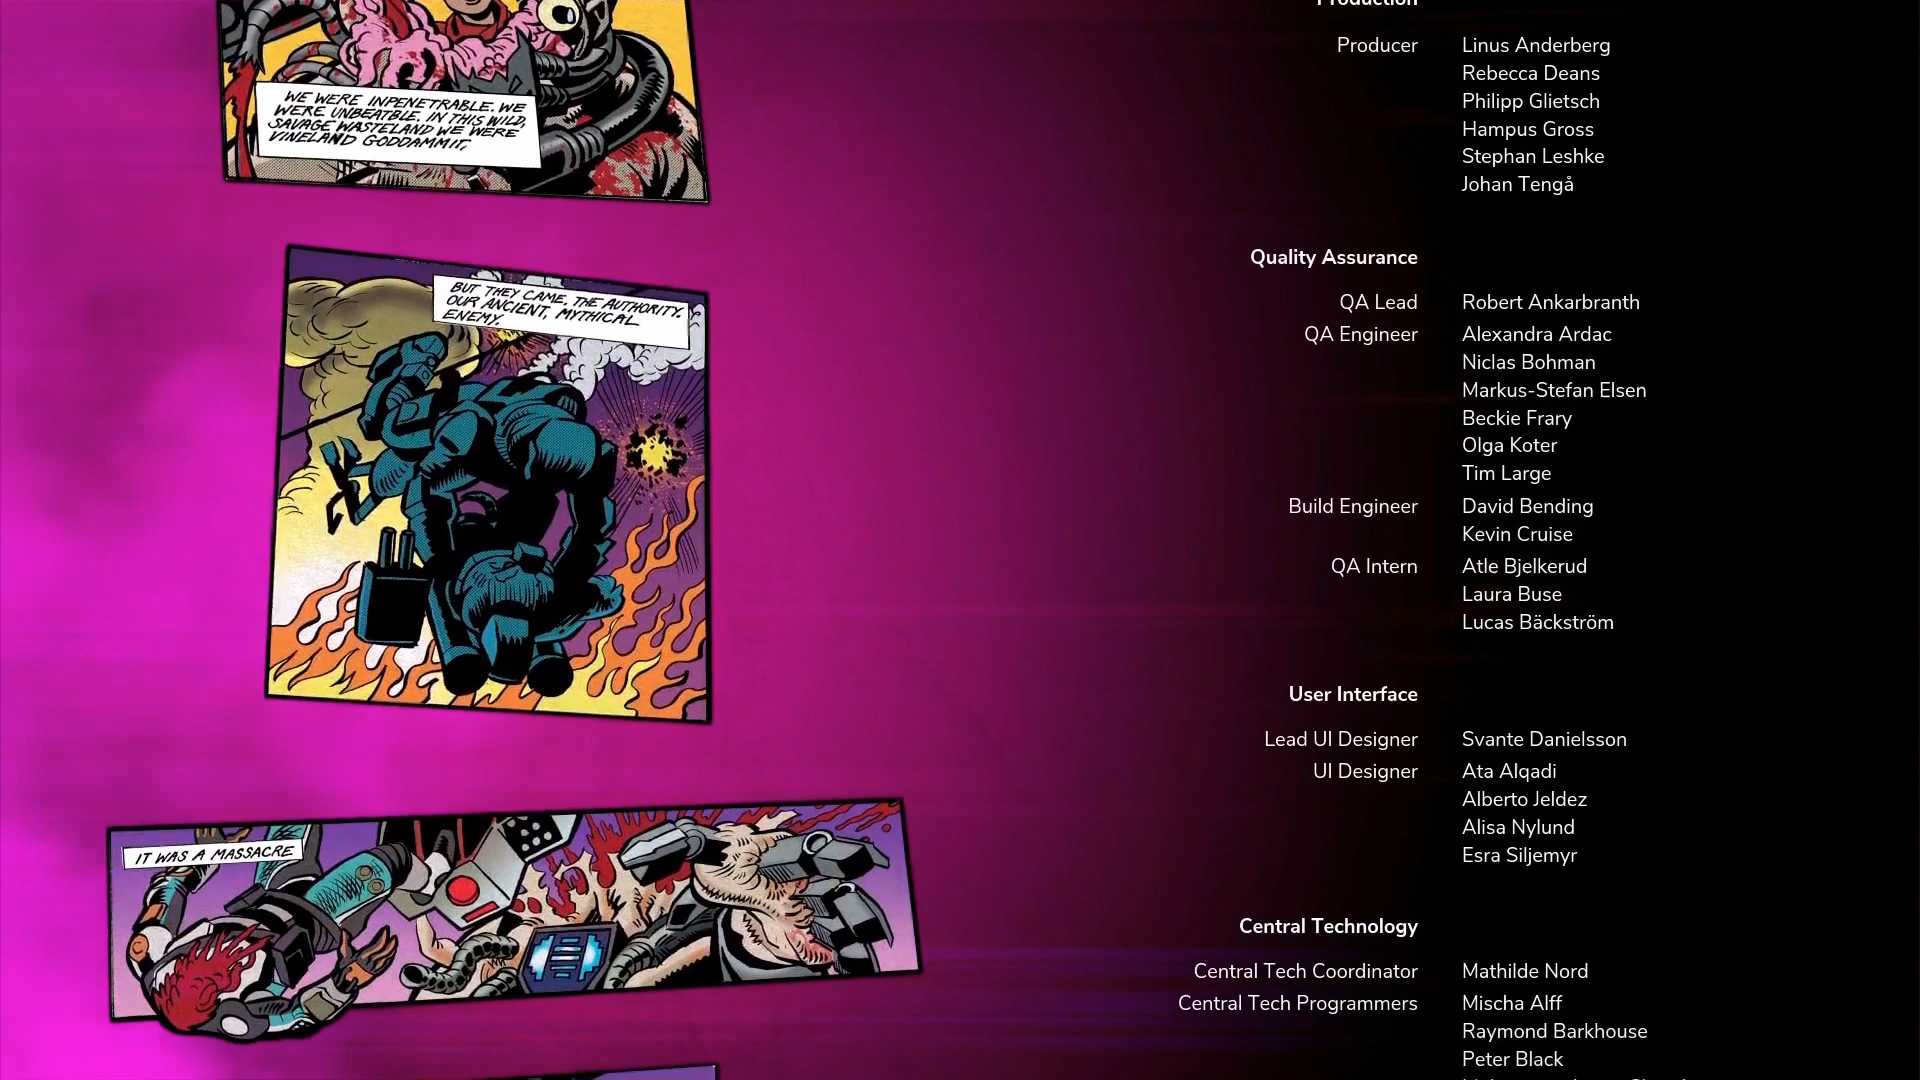 WE WERE INPENETRABLE. WE
WERE UNBEATBLE. IN THIS WILD,
SAVAGE WASTELAND WE WERE
VINELAND GODDAMMIT,
BUT THEY CAME. THE AUTHORITY.
OUR ANCIENT, MYTHICAL
ENEMY.
IT WAS A MASSACRE
Production
Producer Linus Anderberg
Rebecca Deans
Philipp Glietsch
Hampus Gross
Stephan Leshke
Johan Tengå
Quality Assurance
QA Lead Robert Ankarbranth
QA Engineer Alexandra Ardac
Niclas Bohman
Markus-Stefan Elsen
Beckie Frary
Olga Koter
Tim Large
Build Engineer David Bending
Kevin Cruise
QA Intern Atle Bjelkerud
Laura Buse
Lucas Bäckström
User Interface
Lead UI Designer Svante Danielsson
UI Designer Ata Alqadi
Alberto Jeldez
Alisa Nylund
Esra Siljemyr
Central Technology
Central Tech Coordinator Mathilde Nord
Central Tech Programmers Mischa Alff
Raymond Barkhouse
Peter Black